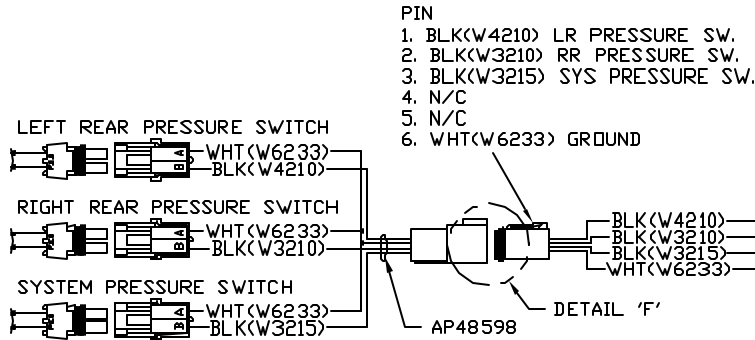 PIN
1. BLK(W4210) LR PRESSURE SW.
2. BLK(W3210) RR PRESSURE SW.
3. BLK(W3215) SYS PRESSURE SW.
4. N/C
5. N/C
6. WHT(W6233) GROUND
LEFT REAR PRESSURE SWITCH
A WHT(W6233)
B BLK(W4210)
RIGHT REAR PRESSURE SWITCH
A WHT(W6233)
B BLK(W3210)
SYSTEM PRESSURE SWITCH
A WHT(W6233)
B BLK(W3215)
BLK(W4210)
BLK(W3210)
BLK(W3215)
WHT(W6233)
DETAIL 'F'
AP48598